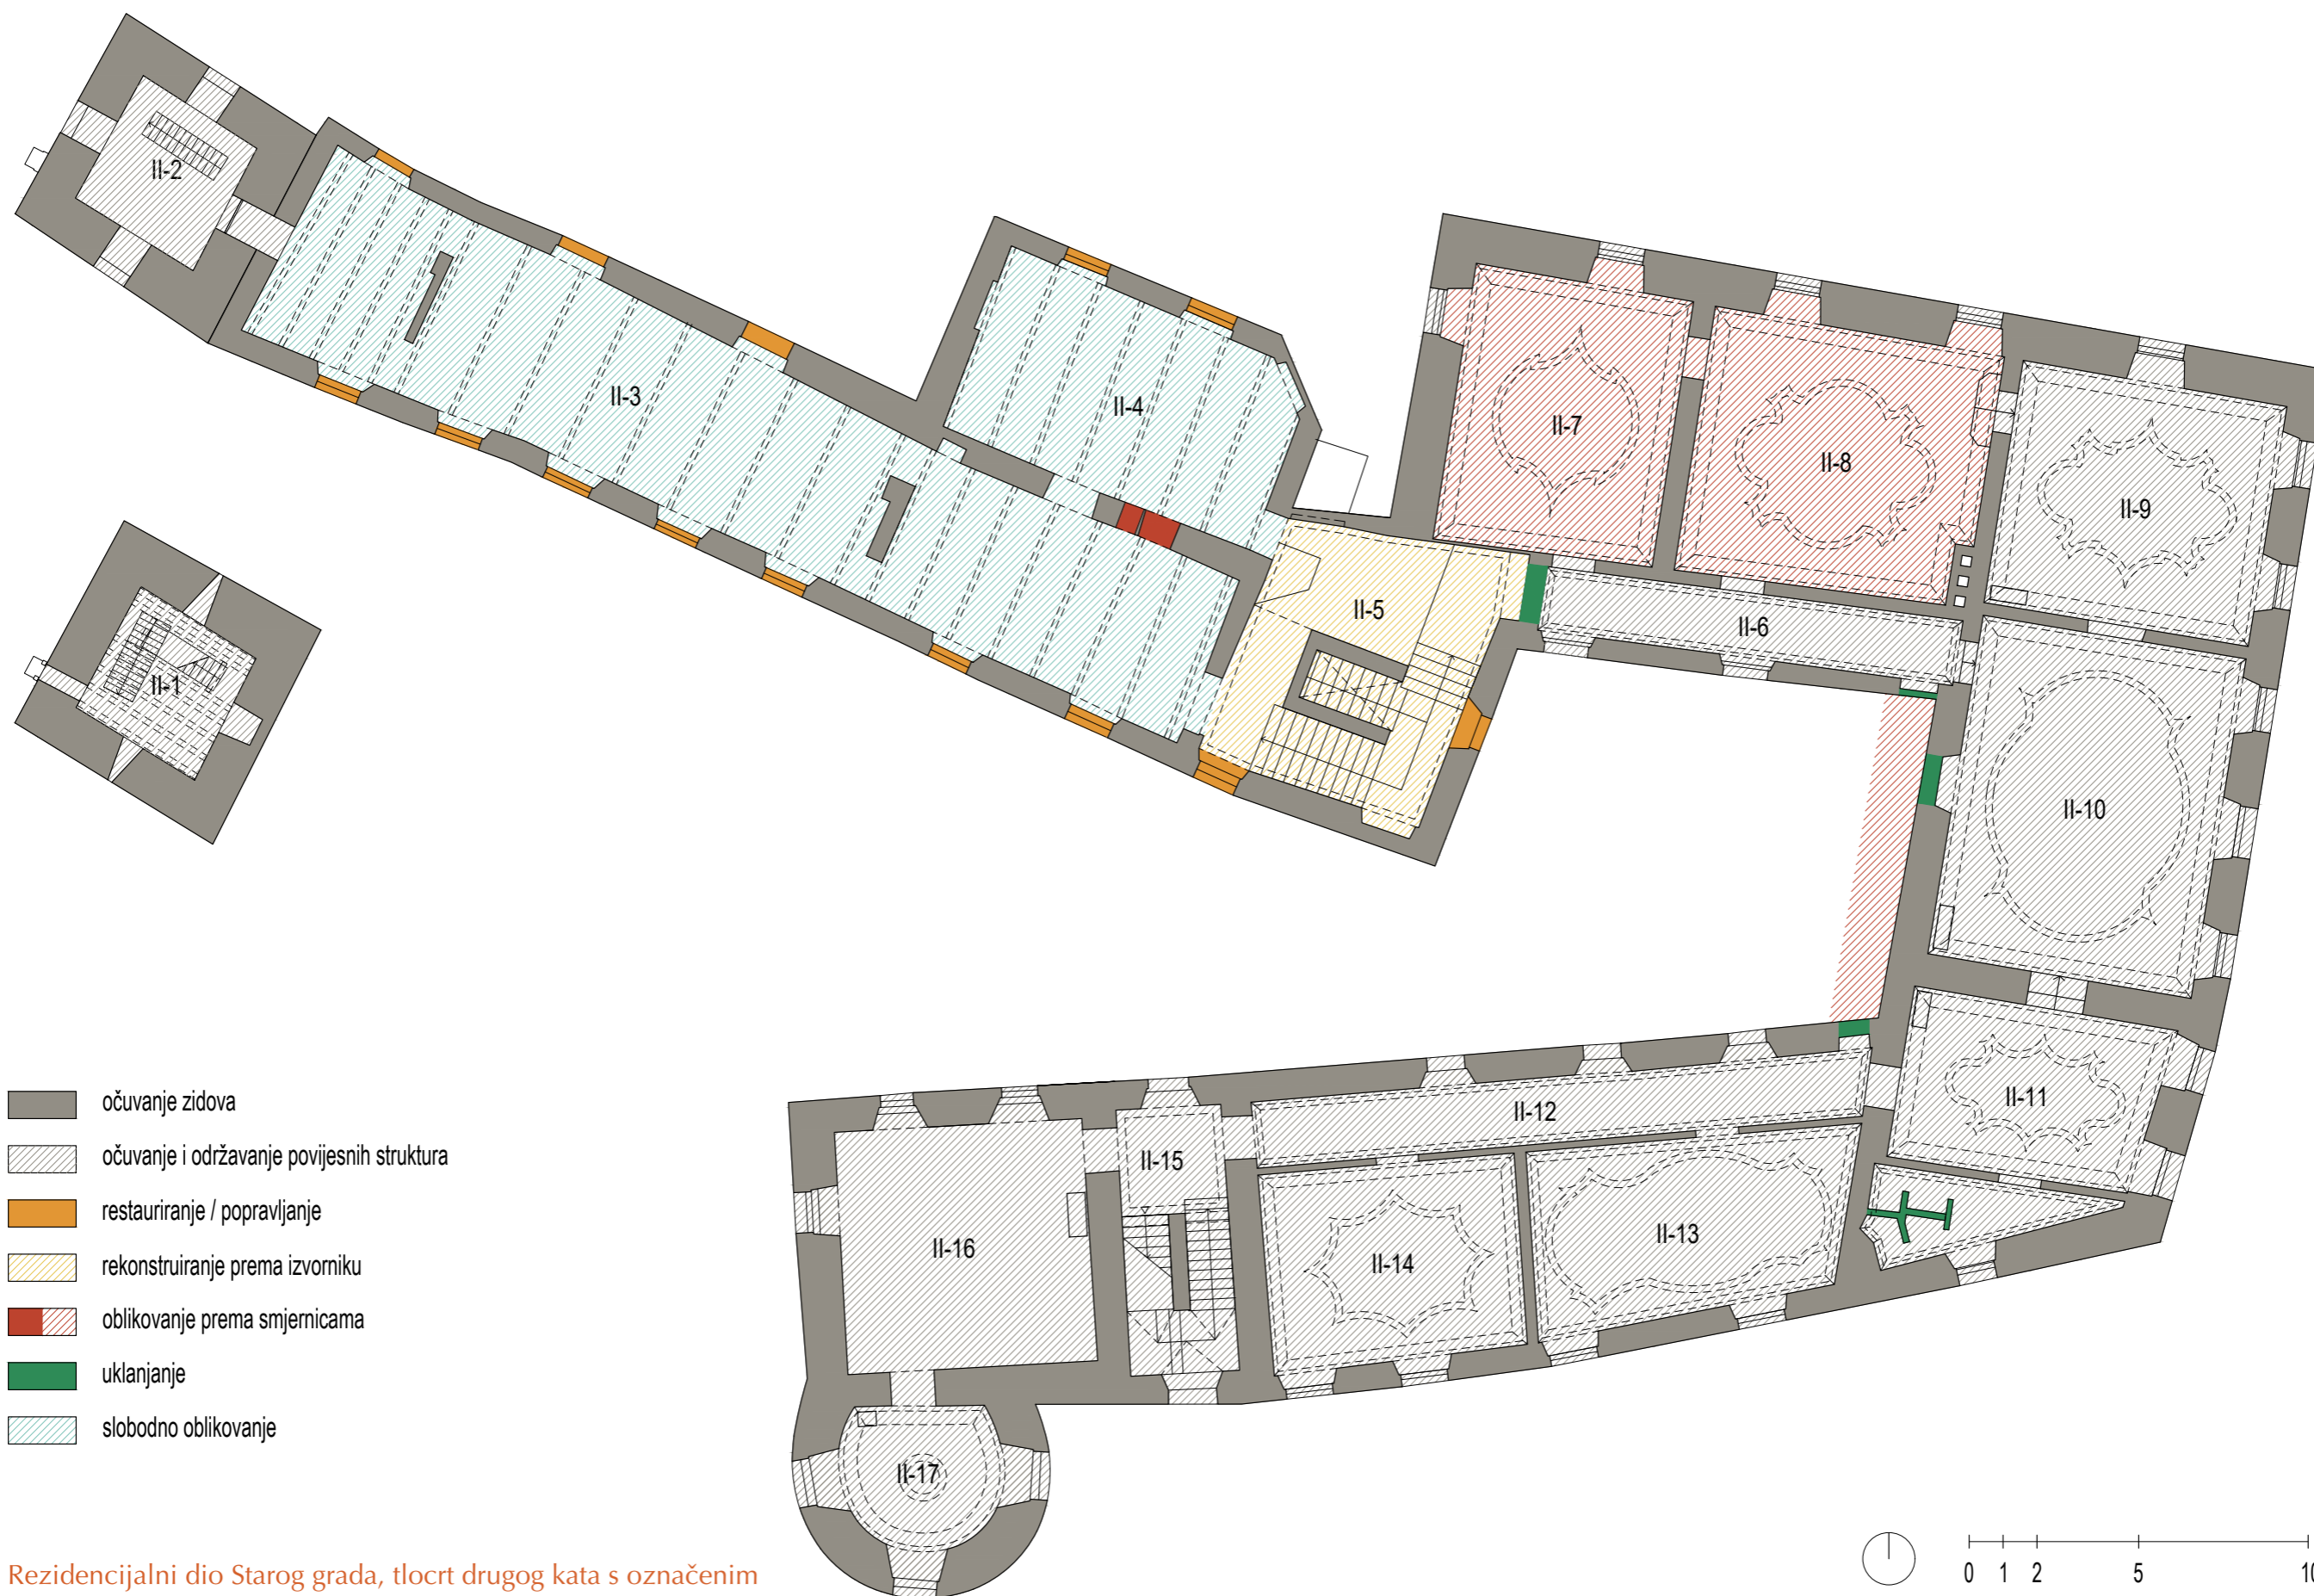 II-2
II-3
II-4
II-7
II-8
II-9
II-1
II-5
II-6
II-10
II-11
II-12
II-15
II-16
II-14
II-13
II-17
očuvanje zidova
očuvanje i održavanje povijesnih struktura
restauriranje / popravljanje
rekonstruiranje prema izvorniku
oblikovanje prema smjernicama
uklanjanje
slobodno oblikovanje
Rezidencijalni dio Starog grada, tlocrt drugog kata s označenim
0 1 2 5 10